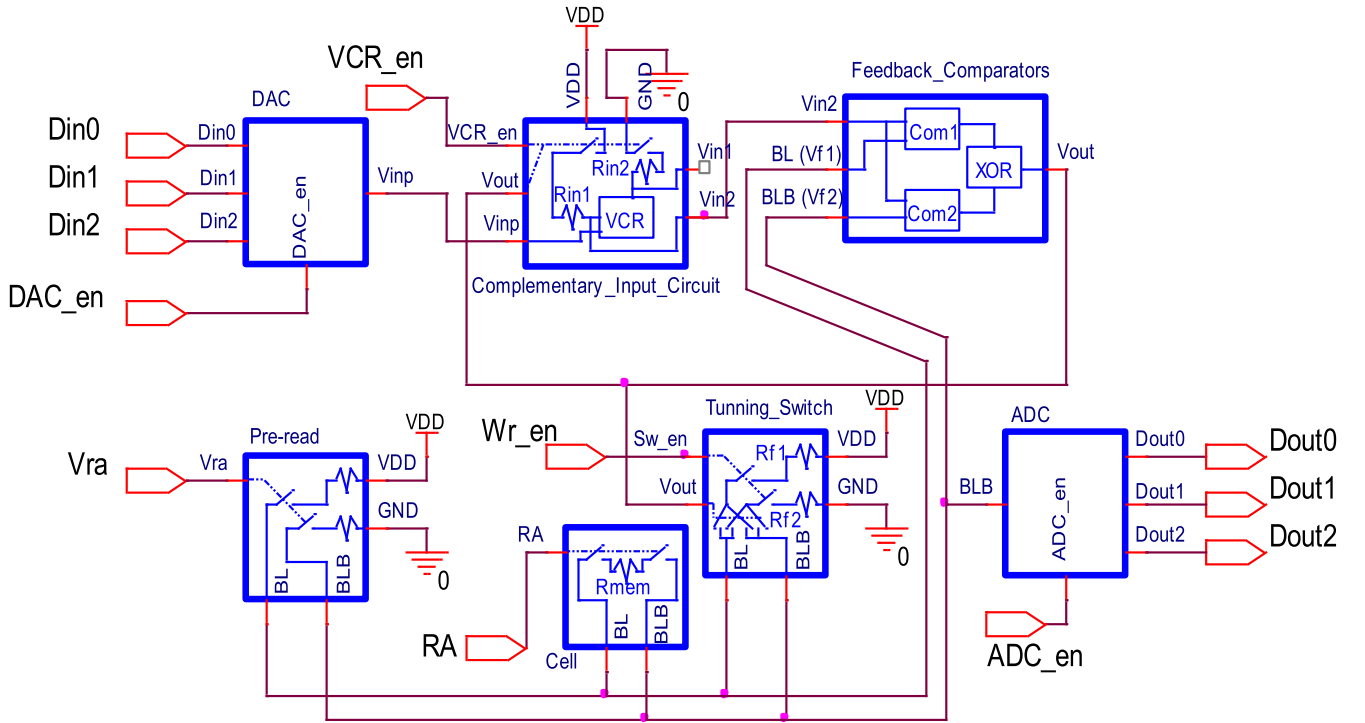 VDD
VCR_en
VDD
GND
0
Feedback_Comparators
DAC
Din0
Din0
Din1
Din1
Din2
Din2
DAC_en
Vinp
DAC_en
VCR_en
Vout
Vinp
Rin2
Rin1
VCR
Vin1
Vin2
Complementary_Input_Circuit
Vin2
BL (Vf1)
BLB (Vf2)
Com1
Com2
XOR
Vout
Pre-read
Vra
Vra
VDD
VDD
GND
0
BL
BLB
Wr_en
Tunning_Switch
VDD
Sw_en
Vout
Rf1
Rf2
VDD
GND
0
BL
BLB
RA
RA
Rmem
BL
BLB
Cell
ADC
BLB
ADC_en
Dout0
Dout0
Dout1
Dout1
Dout2
Dout2
ADC_en